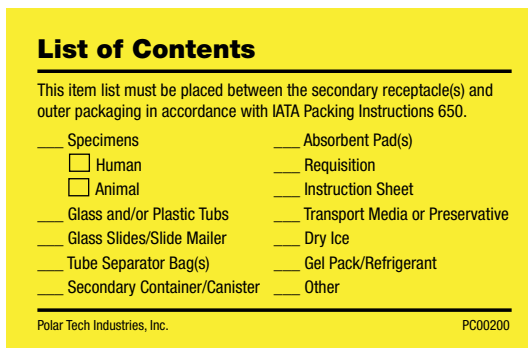 List of Contents
This item list must be placed between the secondary receptacle(s) and
outer packaging in accordance with IATA Packing Instructions 650.
___ Specimens
Human
Animal
___ Glass and/or Plastic Tubs
___ Glass Slides/Slide Mailer
___ Tube Separator Bag(s)
___ Secondary Container/Canister
___ Absorbent Pad(s)
___ Requisition
___ Instruction Sheet
___ Transport Media or Preservative
___ Dry Ice
___ Gel Pack/Refrigerant
___ Other
Polar Tech Industries, Inc.
PC00200